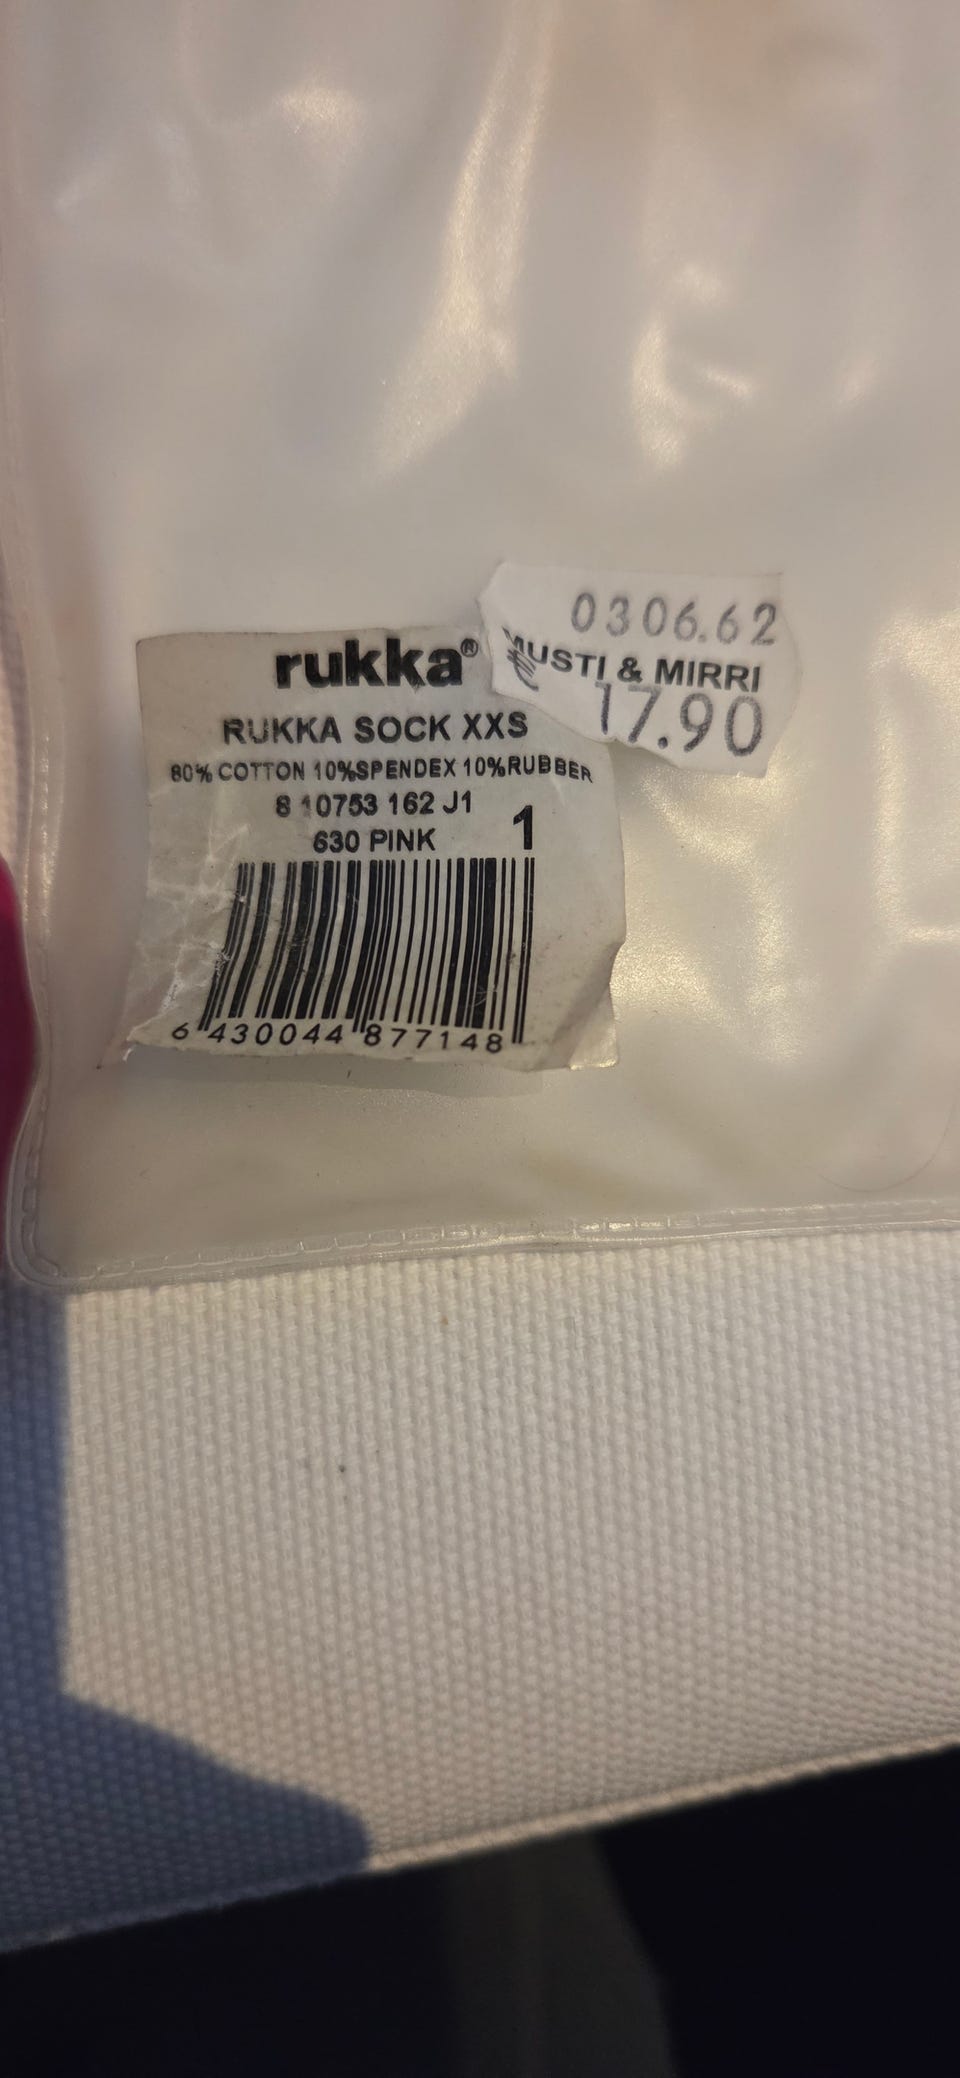 rukka®
RUKKA SOCK XXS
80% COTTON 10%SPENDEX 10%RUBBER
8 10753 162 J1
630 PINK 1
6 430044 877148
0306.62
MUSTI & MIRRI
17.90